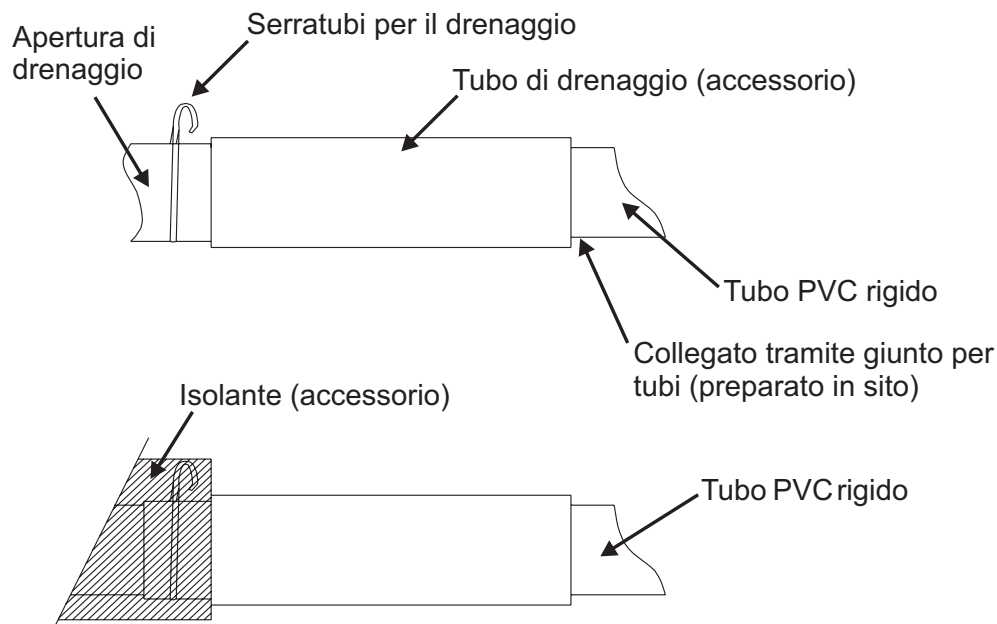 Serratubi per il drenaggio
Apertura di
drenaggio
Tubo di drenaggio (accessorio)
Tubo PVC rigido
Collegato tramite giunto per
tubi (preparato in sito)
Isolante (accessorio)
Tubo PVC rigido